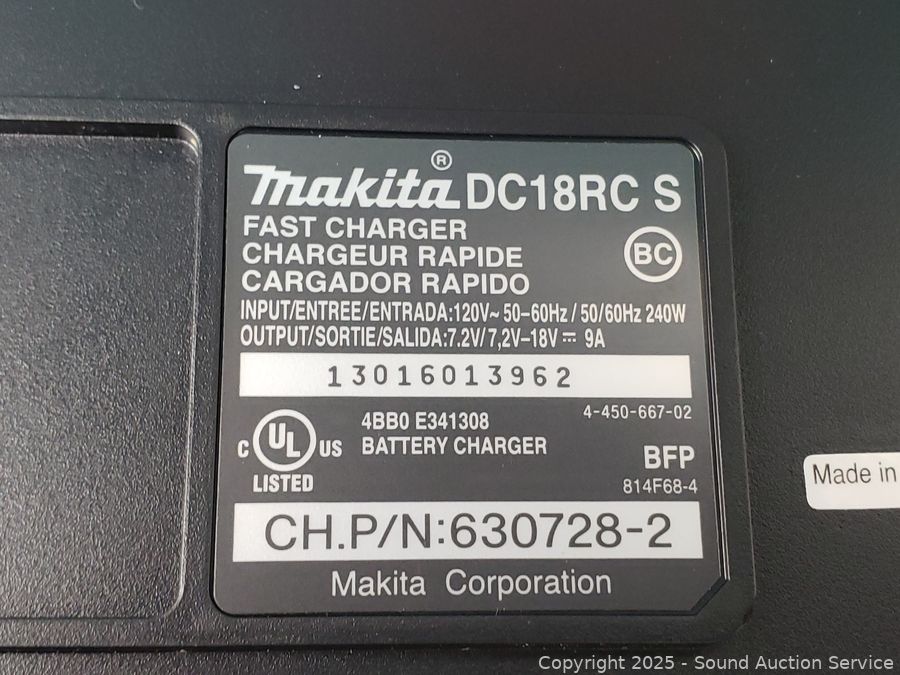 makita® DC18RC S
FAST CHARGER
CHARGEUR RAPIDE
CARGADOR RAPIDO
BC
INPUT/ENTREE/ENTRADA:120V~ 50–60Hz / 50/60Hz 240W
OUTPUT/SORTIE/SALIDA:7.2V/7,2V–18V⎓ 9A
13016013962
4-450-667-02
C UL US
LISTED
4BB0 E341308
BATTERY CHARGER
BFP
814F68-4
CH.P/N:630728-2
Makita Corporation
Made in
Copyright 2025 - Sound Auction Service